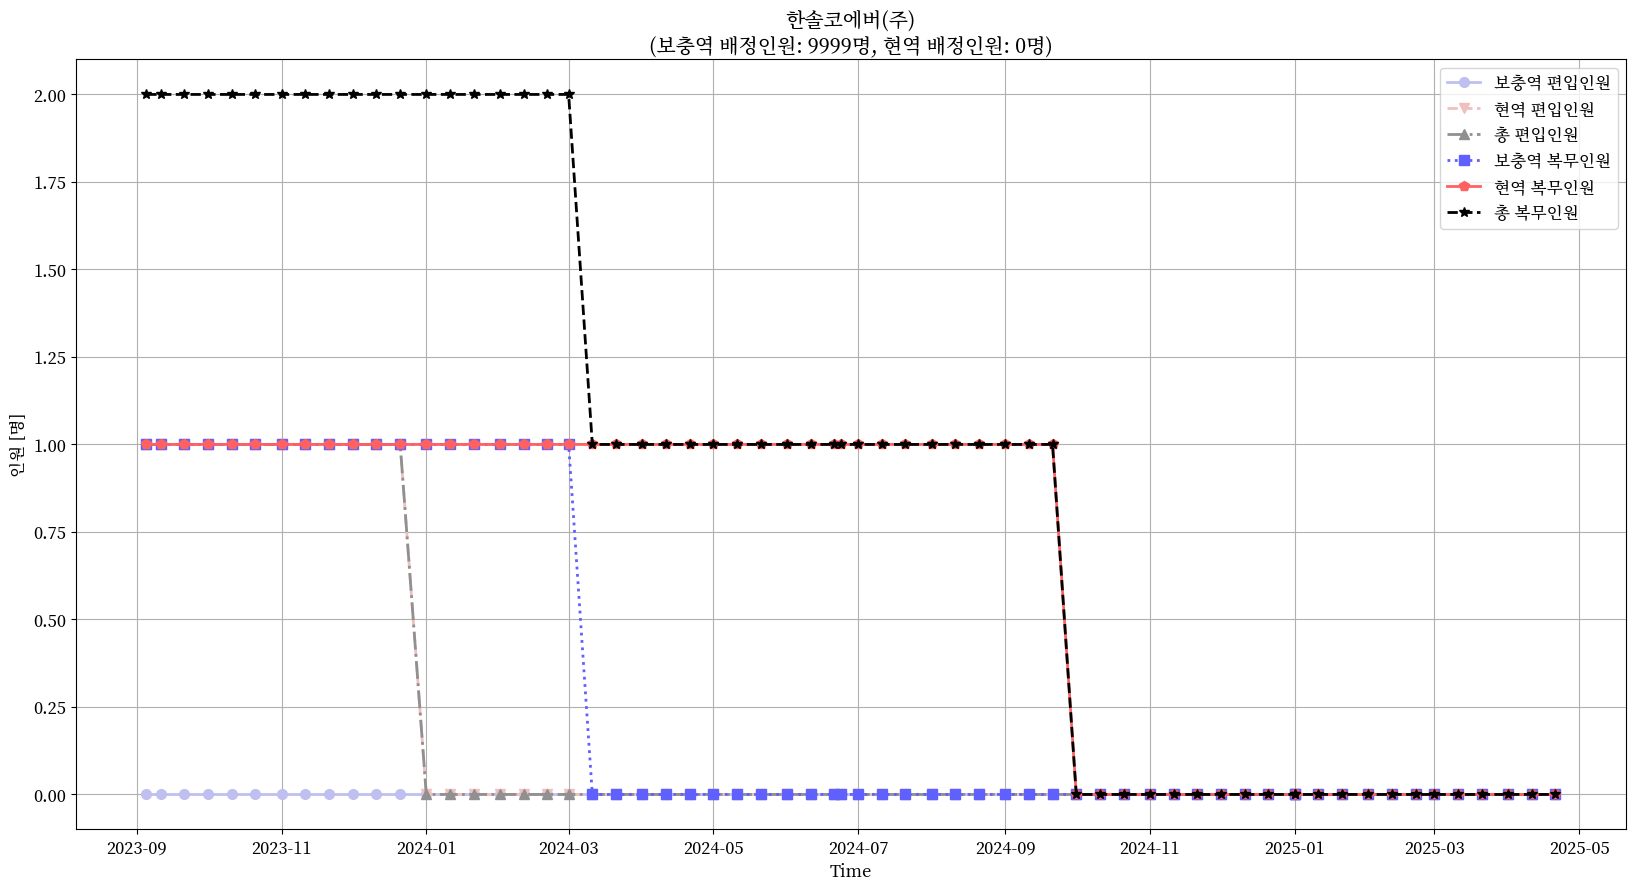 한솔코에버(주)
(보충역 배정인원: 9999명, 현역 배정인원: 0명)
보충역 편입인원
현역 편입인원
총 편입인원
보충역 복무인원
현역 복무인원
총 복무인원
2.00
1.75
1.50
1.25
1.00
0.75
0.50
0.25
0.00
인원 [명]
2023-09
2023-11
2024-01
2024-03
2024-05
2024-07
2024-09
2024-11
2025-01
2025-03
2025-05
Time